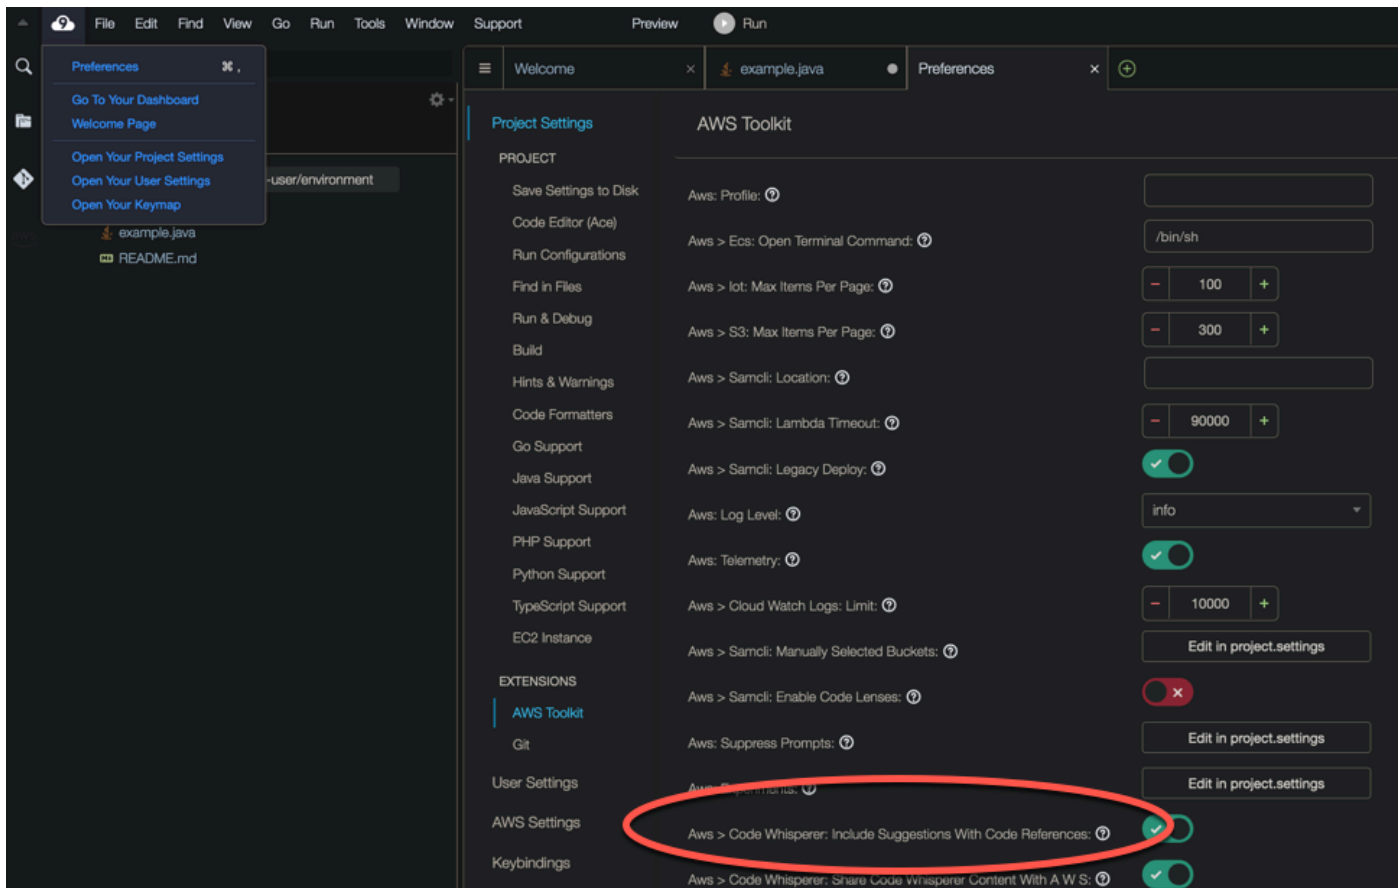 File Edit Find View Go Run Tools Window Support Preview Run
Preferences ⌘ ,
Go To Your Dashboard
Welcome Page
Open Your Project Settings
Open Your User Settings
Open Your Keymap
-user/environment
example.java
README.md
Welcome × example.java Preferences ×
Project Settings
PROJECT
Save Settings to Disk
Code Editor (Ace)
Run Configurations
Find in Files
Run & Debug
Build
Hints & Warnings
Code Formatters
Go Support
Java Support
JavaScript Support
PHP Support
Python Support
TypeScript Support
EC2 Instance
EXTENSIONS
AWS Toolkit
Git
User Settings
AWS Settings
Keybindings
AWS Toolkit
Aws: Profile: ?
Aws > Ecs: Open Terminal Command: ? /bin/sh
Aws > Iot: Max Items Per Page: ? − 100 +
Aws > S3: Max Items Per Page: ? − 300 +
Aws > Samcli: Location: ?
Aws > Samcli: Lambda Timeout: ? − 90000 +
Aws > Samcli: Legacy Deploy: ?
Aws: Log Level: ? info
Aws: Telemetry: ?
Aws > Cloud Watch Logs: Limit: ? − 10000 +
Aws > Samcli: Manually Selected Buckets: ? Edit in project.settings
Aws > Samcli: Enable Code Lenses: ?
Aws: Suppress Prompts: ? Edit in project.settings
Aws: Experiments: ? Edit in project.settings
Aws > Code Whisperer: Include Suggestions With Code References: ?
Aws > Code Whisperer: Share Code Whisperer Content With A W S: ?